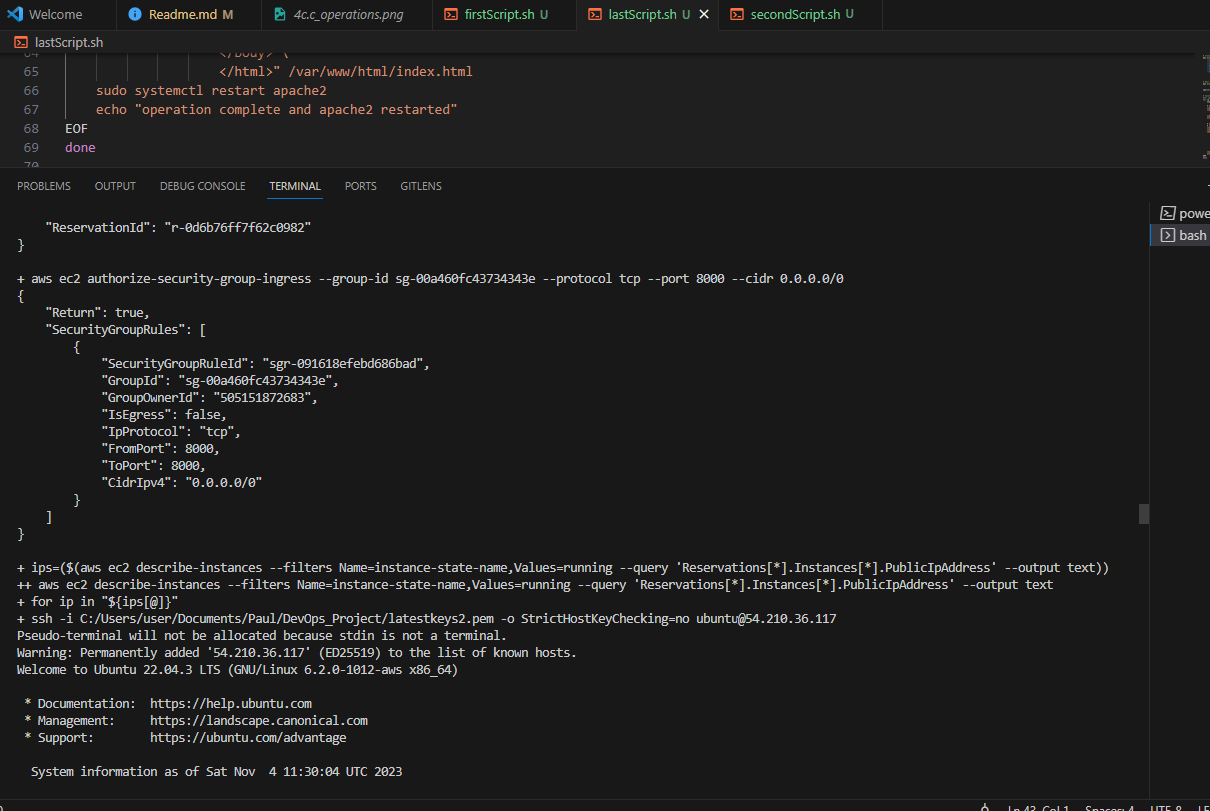 Welcome
Readme.md M
4c.c_operations.png
firstScript.sh U
lastScript.sh U
secondScript.sh U
lastScript.sh
64 </body> \
65 </html>" /var/www/html/index.html
66 sudo systemctl restart apache2
67 echo "operation complete and apache2 restarted"
68 EOF
69 done
70
PROBLEMS OUTPUT DEBUG CONSOLE TERMINAL PORTS GITLENS
powe
bash
"ReservationId": "r-0d6b76ff7f62c0982"
}
+ aws ec2 authorize-security-group-ingress --group-id sg-00a460fc43734343e --protocol tcp --port 8000 --cidr 0.0.0.0/0
{
"Return": true,
"SecurityGroupRules": [
{
"SecurityGroupRuleId": "sgr-091618efebd686bad",
"GroupId": "sg-00a460fc43734343e",
"GroupOwnerId": "505151872683",
"IsEgress": false,
"IpProtocol": "tcp",
"FromPort": 8000,
"ToPort": 8000,
"CidrIpv4": "0.0.0.0/0"
}
]
}
+ ips=($(aws ec2 describe-instances --filters Name=instance-state-name,Values=running --query 'Reservations[*].Instances[*].PublicIpAddress' --output text))
++ aws ec2 describe-instances --filters Name=instance-state-name,Values=running --query 'Reservations[*].Instances[*].PublicIpAddress' --output text
+ for ip in "${ips[@]}"
+ ssh -i C:/Users/user/Documents/Paul/DevOps_Project/latestkeys2.pem -o StrictHostKeyChecking=no ubuntu@54.210.36.117
Pseudo-terminal will not be allocated because stdin is not a terminal.
Warning: Permanently added '54.210.36.117' (ED25519) to the list of known hosts.
Welcome to Ubuntu 22.04.3 LTS (GNU/Linux 6.2.0-1012-aws x86_64)
* Documentation: https://help.ubuntu.com
* Management: https://landscape.canonical.com
* Support: https://ubuntu.com/advantage
System information as of Sat Nov 4 11:30:04 UTC 2023
Ln 43, Col 1 Spaces: 4 UTF-8